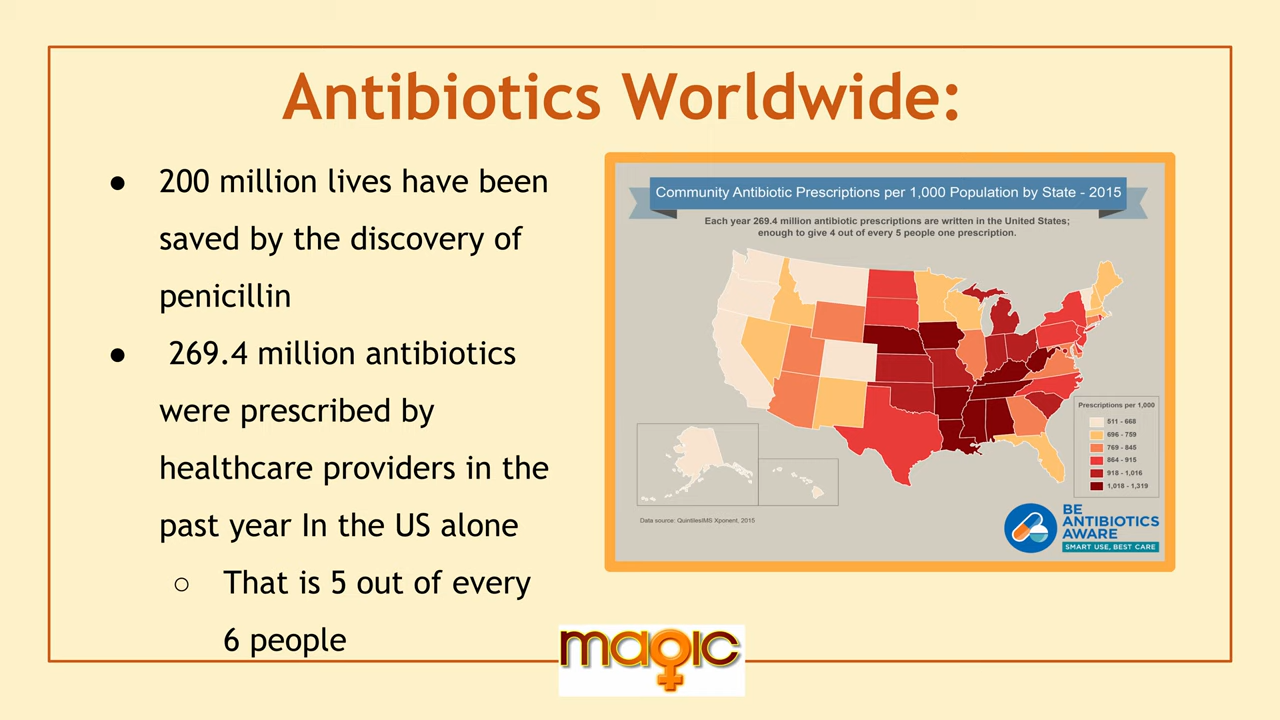 Antibiotics Worldwide:
● 200 million lives have been
saved by the discovery of
penicillin
● 269.4 million antibiotics
were prescribed by
healthcare providers in the
past year In the US alone
○ That is 5 out of every
6 people
Community Antibiotic Prescriptions per 1,000 Population by State - 2015
Each year 269.4 million antibiotic prescriptions are written in the United States;
enough to give 4 out of every 5 people one prescription.
Prescriptions per 1,000
511 - 668
696 - 759
769 - 845
864 - 915
918 - 1,016
1,018 - 1,319
Data source: QuintilesIMS Xponent, 2015
BE
ANTIBIOTICS
AWARE
SMART USE, BEST CARE
magic